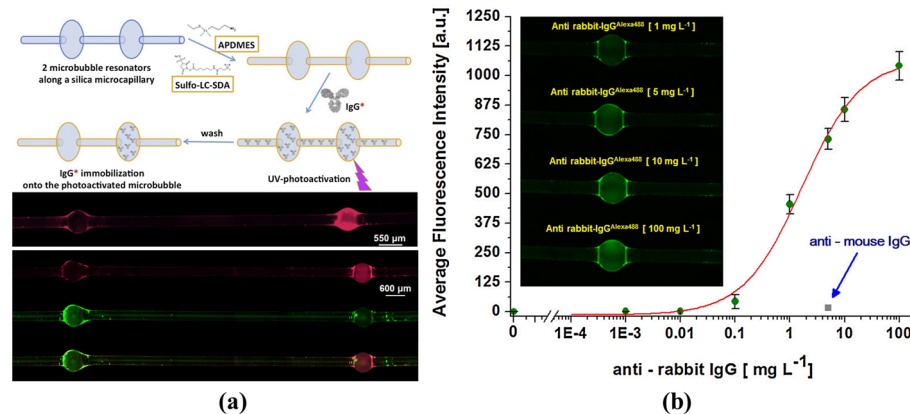 APDMES
2 microbubble resonators
along a silica microcapillary
Sulfo-LC-SDA
IgG*
wash
IgG* immobilization
onto the photoactivated microbubble
UV-photoactivation
550 µm
600 µm
(a)
Average Fluorescence Intensity [a.u.]
1250
1125
1000
875
750
625
500
375
250
125
0
Anti rabbit-IgG^Alexa488 [ 1 mg L⁻¹]
Anti rabbit-IgG^Alexa488 [ 5 mg L⁻¹]
Anti rabbit-IgG^Alexa488 [ 10 mg L⁻¹]
Anti rabbit-IgG^Alexa488 [ 100 mg L⁻¹]
anti - mouse IgG
0 1E-4 1E-3 0.01 0.1 1 10 100
anti - rabbit IgG [ mg L⁻¹]
(b)